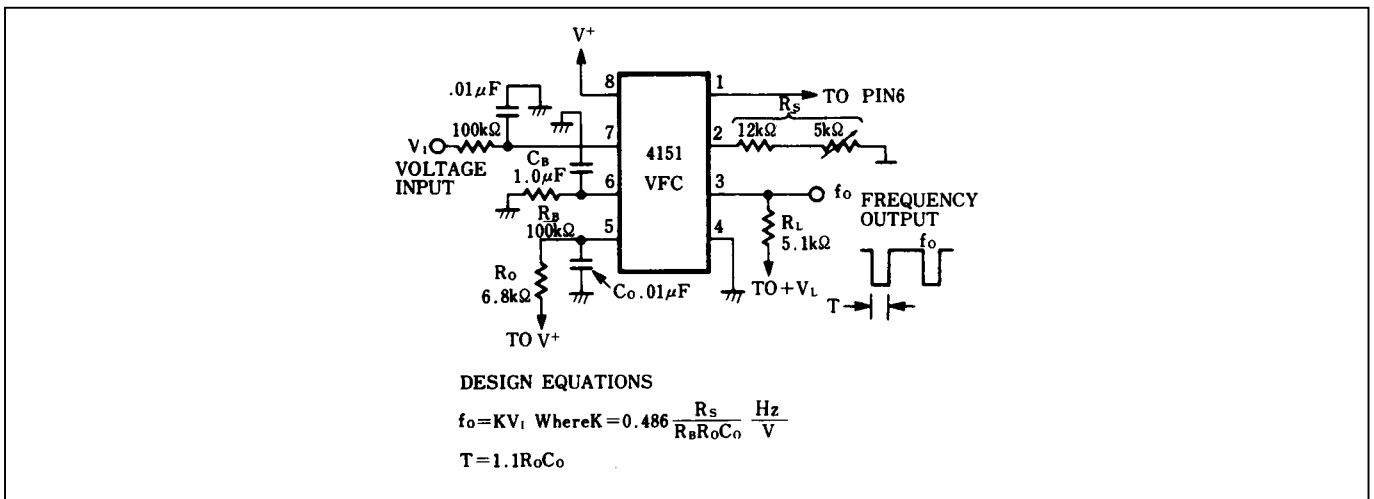 V+
.01μF
8
1
TO PIN6
RS
100kΩ
12kΩ
5kΩ
VI
VOLTAGE
INPUT
7
2
4151
VFC
CB
1.0μF
6
3
fo
FREQUENCY
OUTPUT
RB
100kΩ
5
4
RL
5.1kΩ
fo
Ro
6.8kΩ
Co.01μF
TO+VL
T
TO V+
DESIGN EQUATIONS
fo=KVI WhereK=0.486 RS/RBRoCo Hz/V
T=1.1RoCo